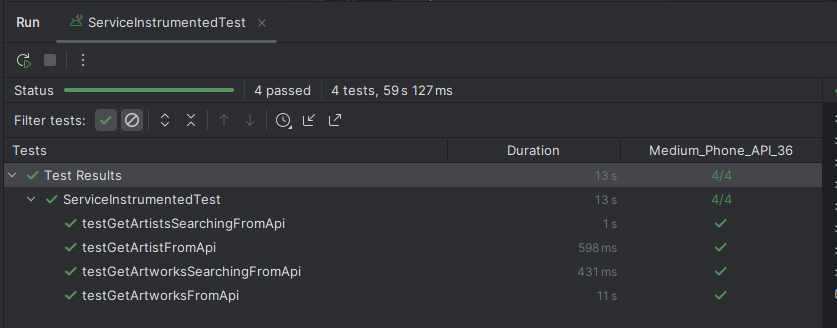 Run ServiceInstrumentedTest
Status 4 passed 4 tests, 59 s 127 ms
Filter tests:
Tests Duration Medium_Phone_API_36
Test Results 13 s 4/4
ServiceInstrumentedTest 13 s 4/4
testGetArtistsSearchingFromApi 1 s
testGetArtistFromApi 598 ms
testGetArtworksSearchingFromApi 431 ms
testGetArtworksFromApi 11 s